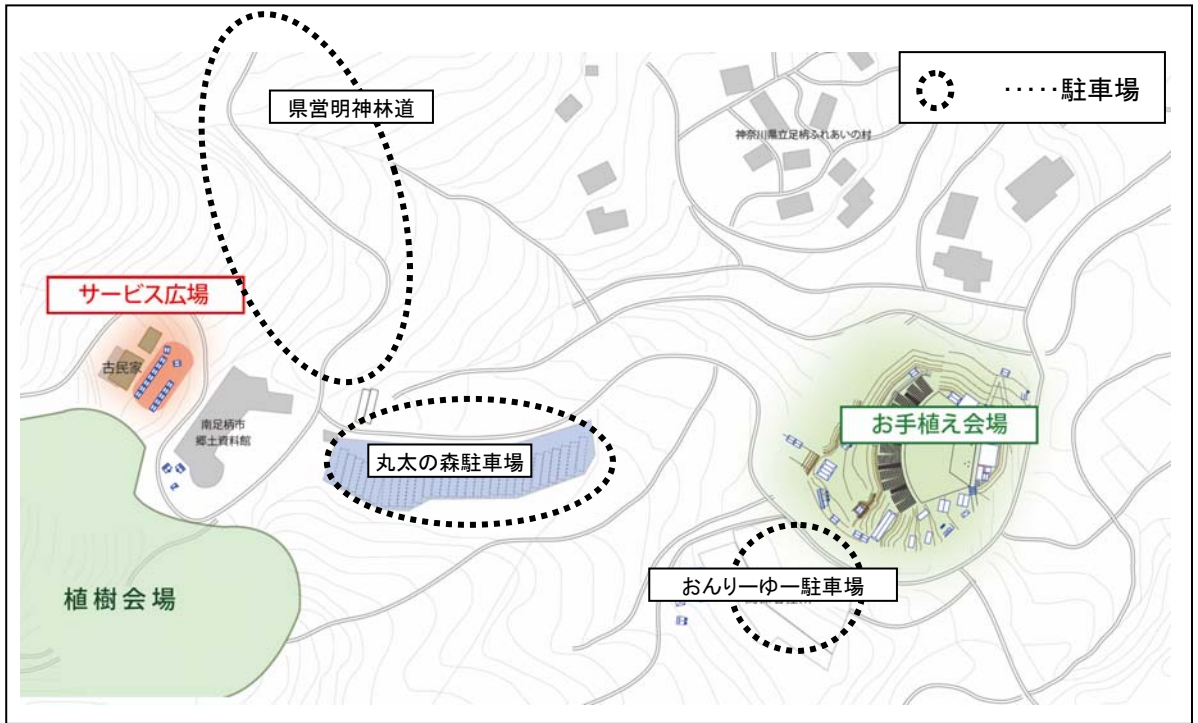 県営明神林道
・・・・・駐車場
神奈川県立足柄ふれあいの村
サービス広場
古民家
南足柄市
郷土資料館
丸太の森駐車場
お手植え会場
おんりーゆー駐車場
植樹会場